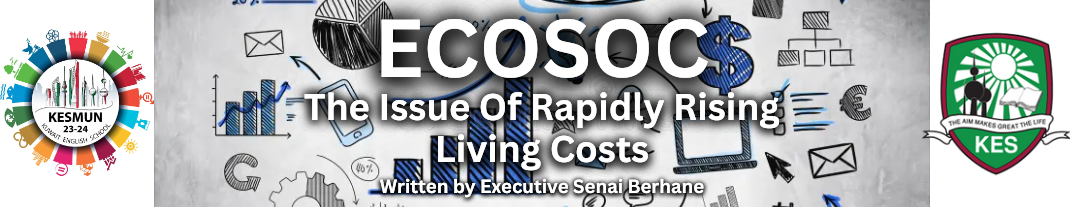 KESMUN
23-24
KUWAIT ENGLISH SCHOOL
ECOSOC
The Issue Of Rapidly Rising
Living Costs
Written by Executive Senai Berhane
THE AIM MAKES GREAT THE LIFE
KES